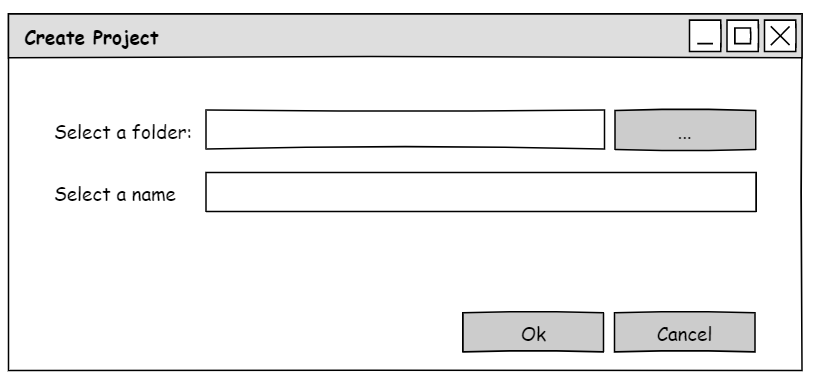 Create Project
Select a folder:
...
Select a name
Ok
Cancel